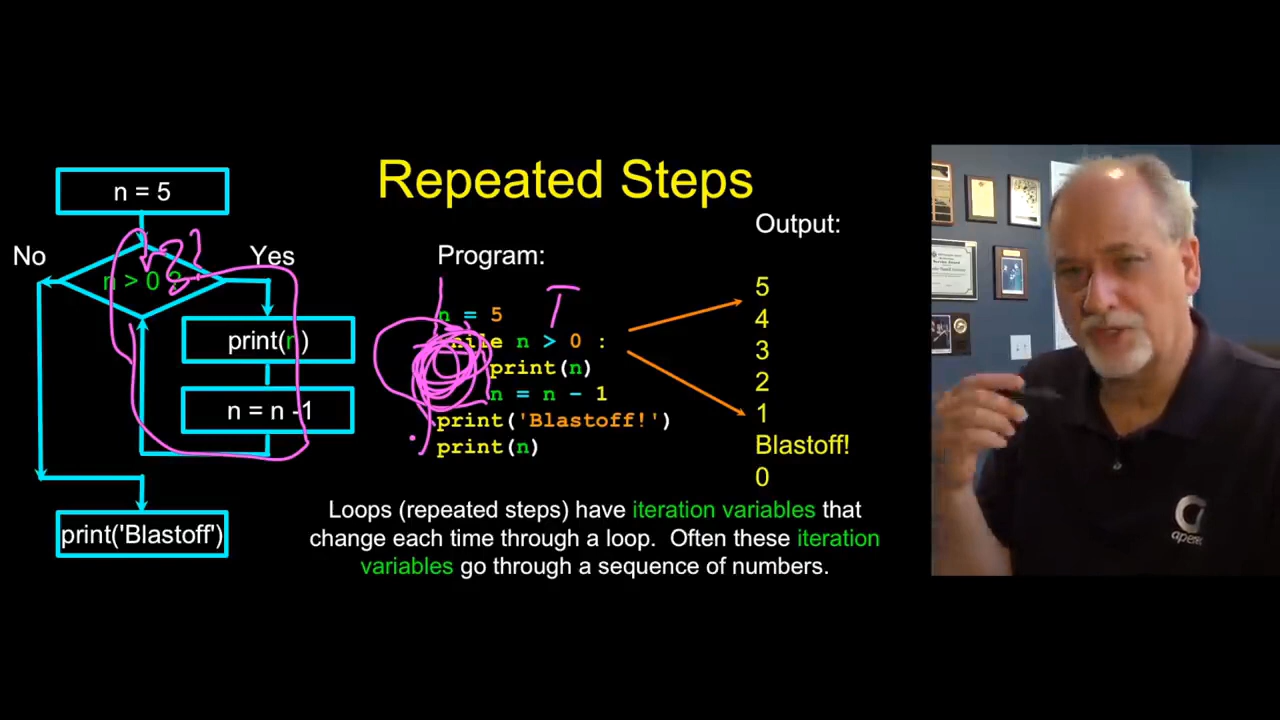 Repeated Steps
n = 5
No
n > 0 ?
Yes
print(n)
n = n -1
print('Blastoff')
Program:
n = 5
while n > 0 :
print(n)
n = n - 1
print('Blastoff!')
print(n)
T
Output:
5
4
3
2
1
Blastoff!
0
Loops (repeated steps) have iteration variables that
change each time through a loop. Often these iteration
variables go through a sequence of numbers.